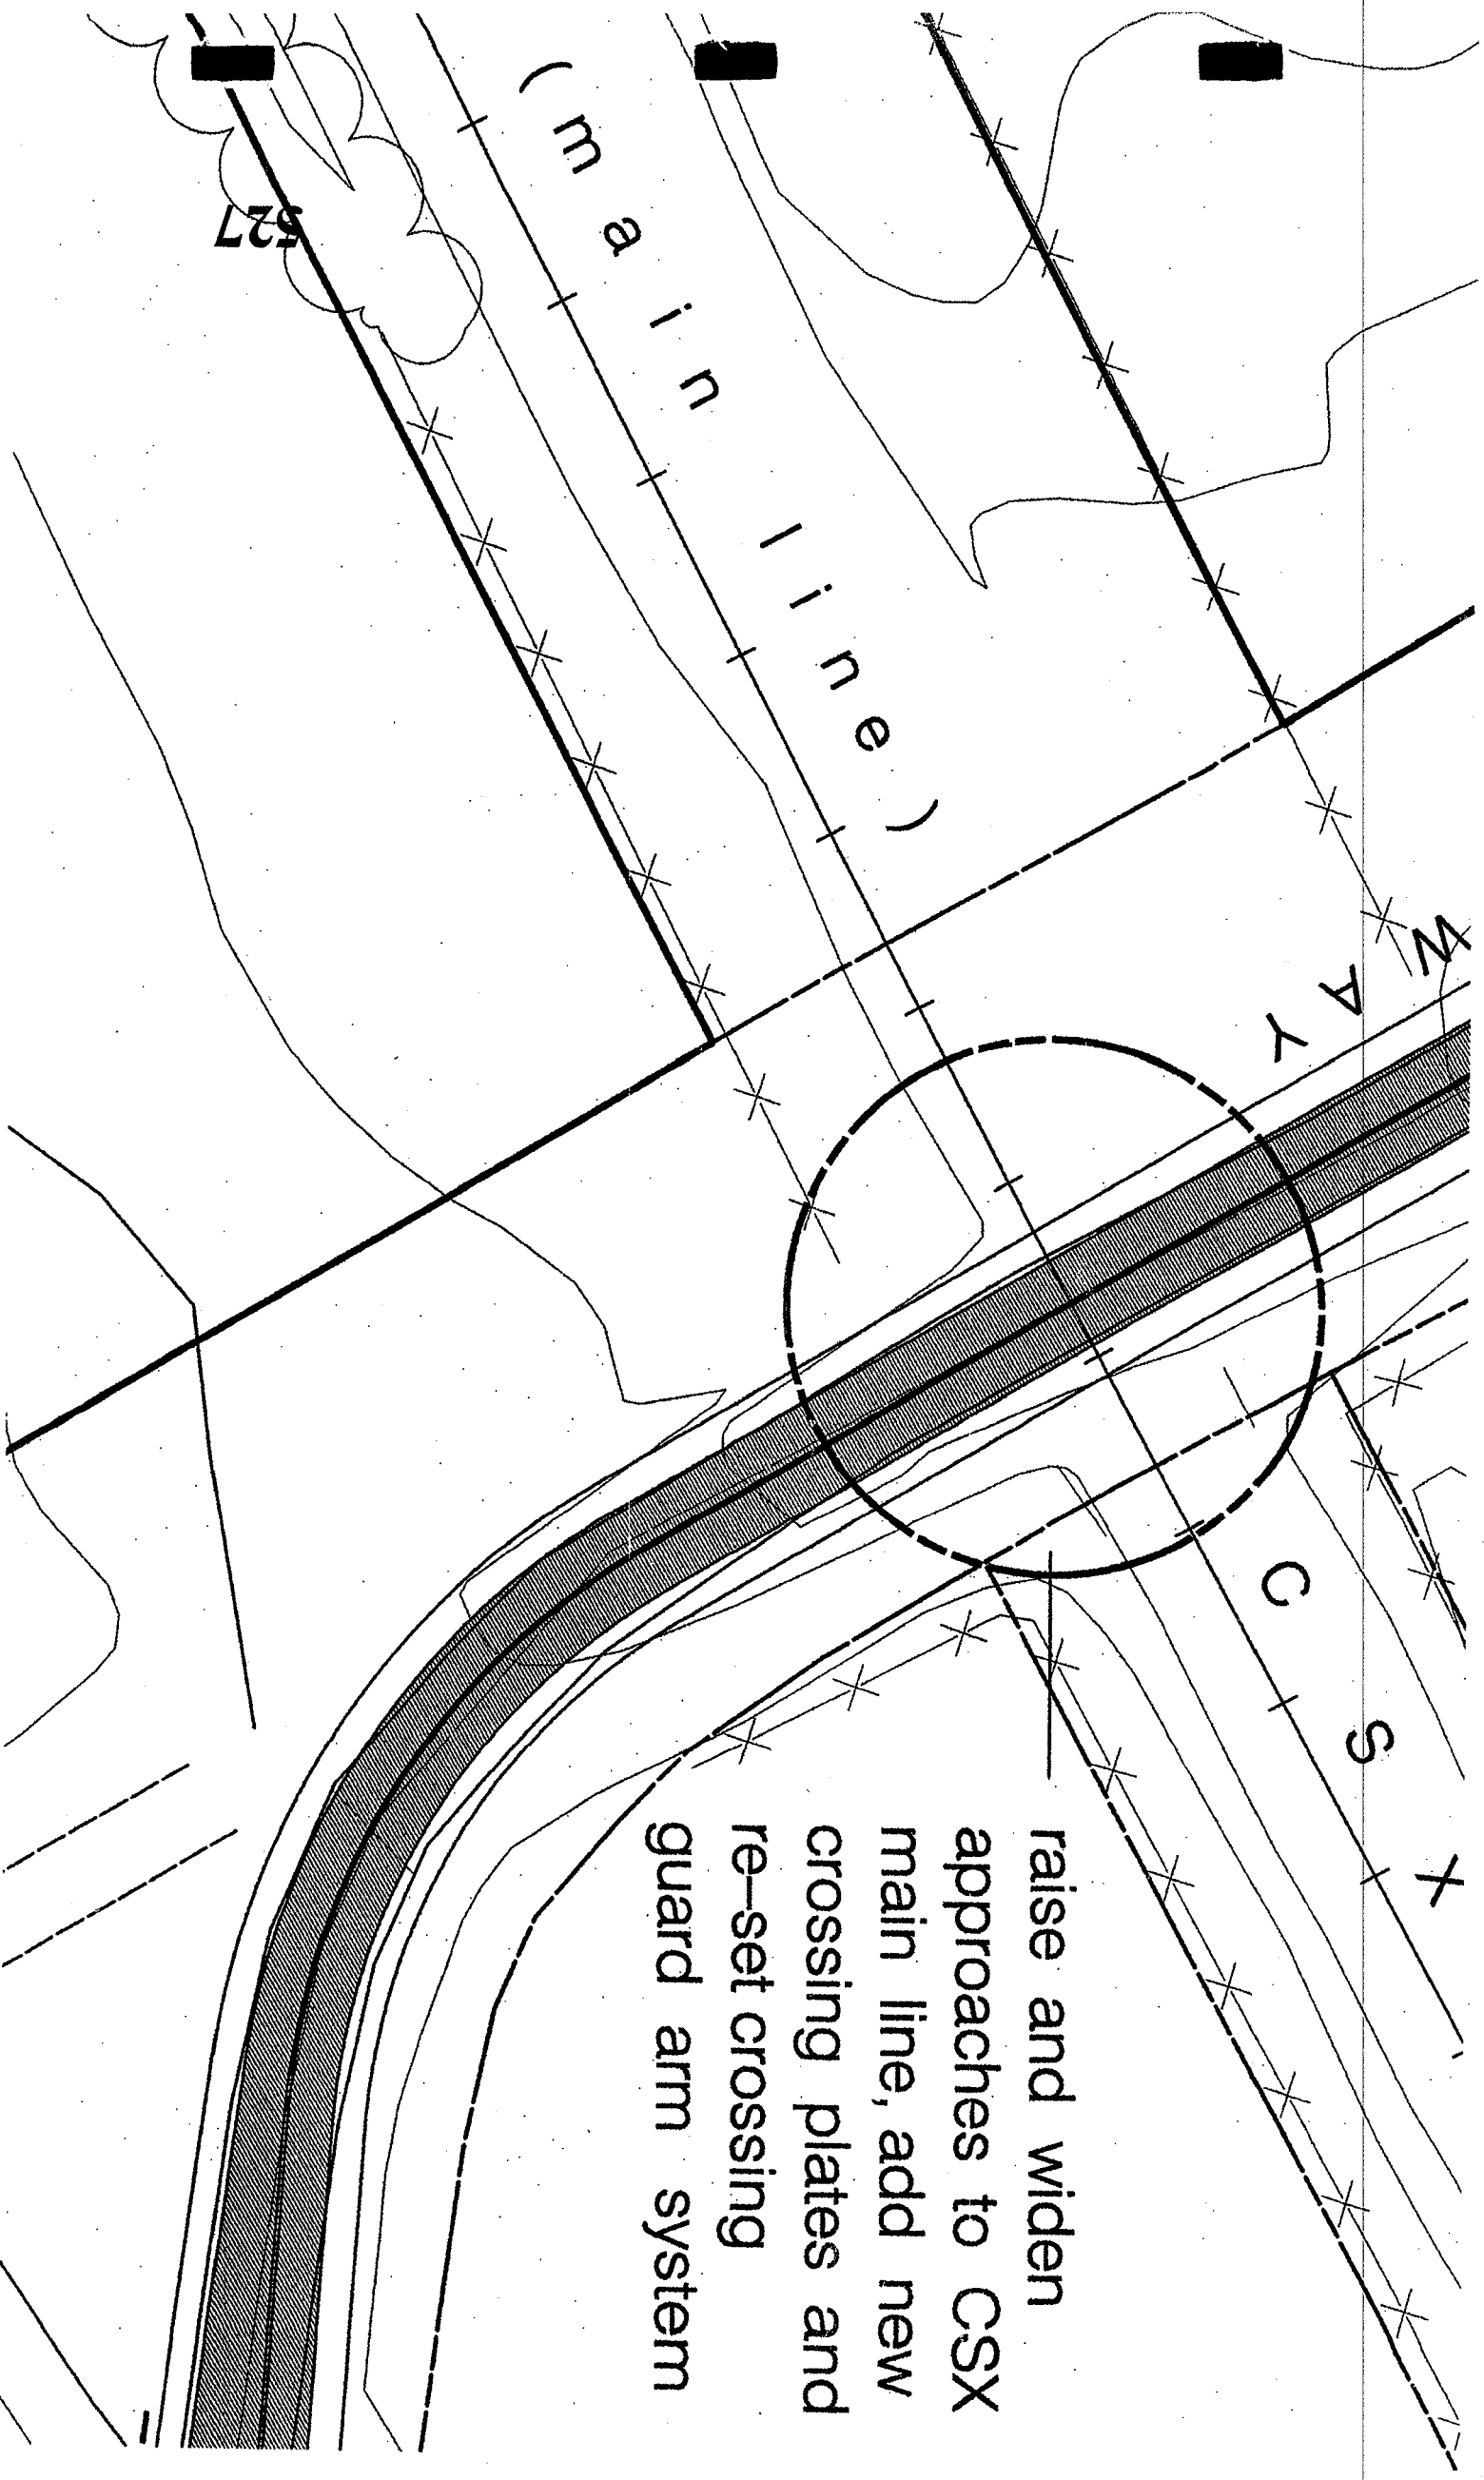 raise and widen
approaches to CSX
main line, add new
crossing plates and
re-set crossing
guard arm system
CSX
(main line)
WAY
527